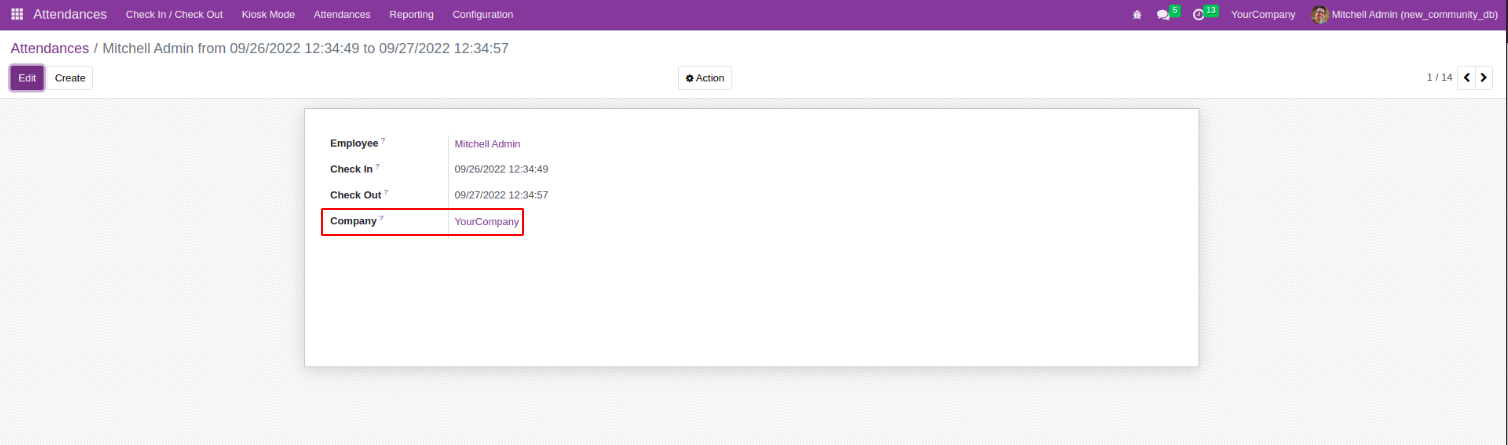 Attendances Check In / Check Out Kiosk Mode Attendances Reporting Configuration 5 13 YourCompany Mitchell Admin (new_community_db)
Attendances / Mitchell Admin from 09/26/2022 12:34:49 to 09/27/2022 12:34:57
Edit Create Action 1 / 14
Employee ? Mitchell Admin
Check In ? 09/26/2022 12:34:49
Check Out ? 09/27/2022 12:34:57
Company ? YourCompany